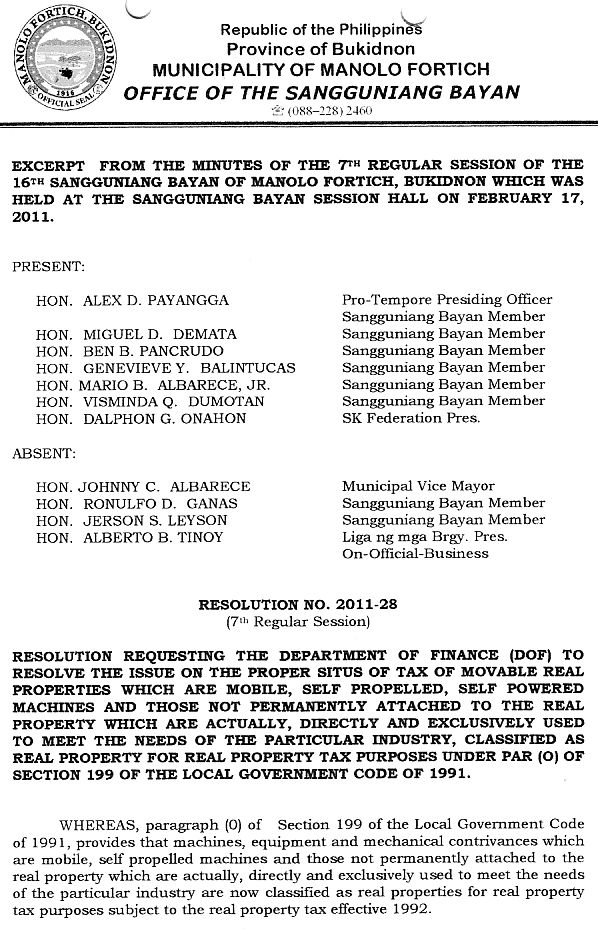 MANOLO FORTICH, BUKIDNON
1916
OFFICIAL SEAL
Republic of the Philippines
Province of Bukidnon
MUNICIPALITY OF MANOLO FORTICH
OFFICE OF THE SANGGUNIANG BAYAN
☏ (088–228) 2460
EXCERPT FROM THE MINUTES OF THE 7TH REGULAR SESSION OF THE
16TH SANGGUNIANG BAYAN OF MANOLO FORTICH, BUKIDNON WHICH WAS
HELD AT THE SANGGUNIANG BAYAN SESSION HALL ON FEBRUARY 17,
2011.
PRESENT:
HON. ALEX D. PAYANGGA Pro-Tempore Presiding Officer
Sangguniang Bayan Member
HON. MIGUEL D. DEMATA Sangguniang Bayan Member
HON. BEN B. PANCRUDO Sangguniang Bayan Member
HON. GENEVIEVE Y. BALINTUCAS Sangguniang Bayan Member
HON. MARIO B. ALBARECE, JR. Sangguniang Bayan Member
HON. VISMINDA Q. DUMOTAN Sangguniang Bayan Member
HON. DALPHON G. ONAHON SK Federation Pres.
ABSENT:
HON. JOHNNY C. ALBARECE Municipal Vice Mayor
HON. RONULFO D. GANAS Sangguniang Bayan Member
HON. JERSON S. LEYSON Sangguniang Bayan Member
HON. ALBERTO B. TINOY Liga ng mga Brgy. Pres.
On-Official-Business
RESOLUTION NO. 2011-28
(7th Regular Session)
RESOLUTION REQUESTING THE DEPARTMENT OF FINANCE (DOF) TO
RESOLVE THE ISSUE ON THE PROPER SITUS OF TAX OF MOVABLE REAL
PROPERTIES WHICH ARE MOBILE, SELF PROPELLED, SELF POWERED
MACHINES AND THOSE NOT PERMANENTLY ATTACHED TO THE REAL
PROPERTY WHICH ARE ACTUALLY, DIRECTLY AND EXCLUSIVELY USED
TO MEET THE NEEDS OF THE PARTICULAR INDUSTRY, CLASSIFIED AS
REAL PROPERTY FOR REAL PROPERTY TAX PURPOSES UNDER PAR (O) OF
SECTION 199 OF THE LOCAL GOVERNMENT CODE OF 1991.
WHEREAS, paragraph (0) of Section 199 of the Local Government Code
of 1991, provides that machines, equipment and mechanical contrivances which
are mobile, self propelled machines and those not permanently attached to the
real property which are actually, directly and exclusively used to meet the needs
of the particular industry are now classified as real properties for real property
tax purposes subject to the real property tax effective 1992.